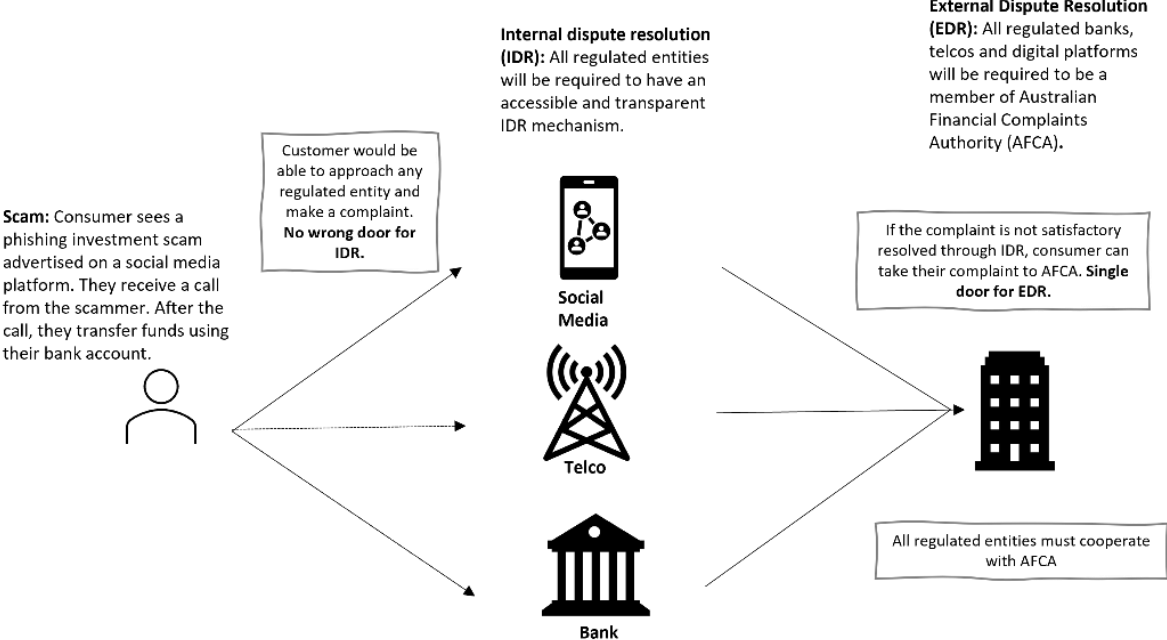 Scam: Consumer sees a
phishing investment scam
advertised on a social media
platform. They receive a call
from the scammer. After the
call, they transfer funds using
their bank account.
Customer would be
able to approach any
regulated entity and
make a complaint.
No wrong door for
IDR.
Internal dispute resolution
(IDR): All regulated entities
will be required to have an
accessible and transparent
IDR mechanism.
Social
Media
Telco
Bank
External Dispute Resolution
(EDR): All regulated banks,
telcos and digital platforms
will be required to be a
member of Australian
Financial Complaints
Authority (AFCA).
If the complaint is not satisfactory
resolved through IDR, consumer can
take their complaint to AFCA. Single
door for EDR.
All regulated entities must cooperate
with AFCA